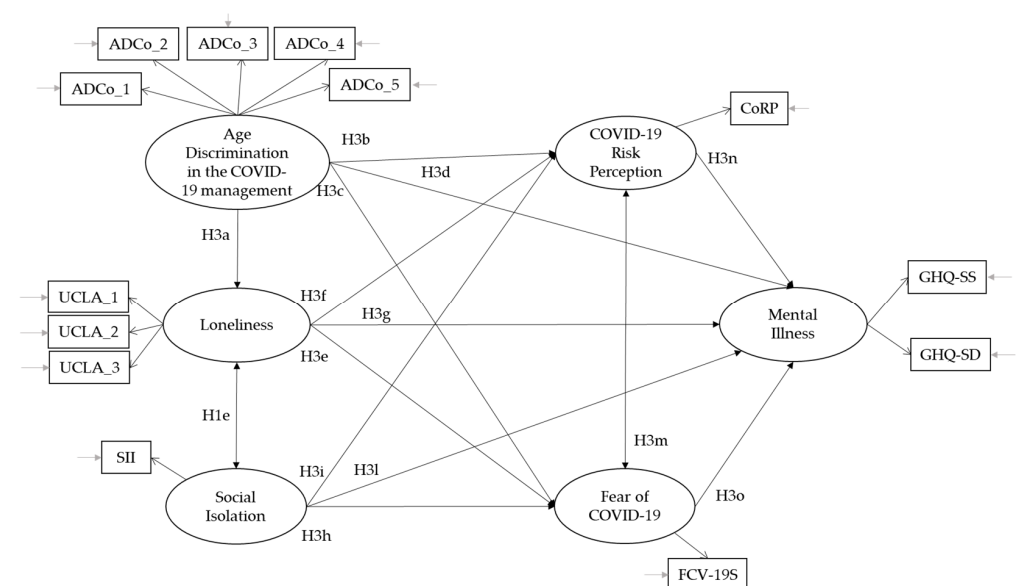 ADCo_2
ADCo_3
ADCo_4
ADCo_1
ADCo_5
CoRP
Age
Discrimination
in the COVID-
19 management
H3b
H3d
H3c
COVID-19
Risk
Perception
H3n
H3a
UCLA_1
UCLA_2
UCLA_3
Loneliness
H3f
H3g
H3e
Mental
Illness
GHQ-SS
GHQ-SD
H1e
H3m
SII
H3i
H3l
Social
Isolation
H3h
Fear of
COVID-19
H3o
FCV-19S